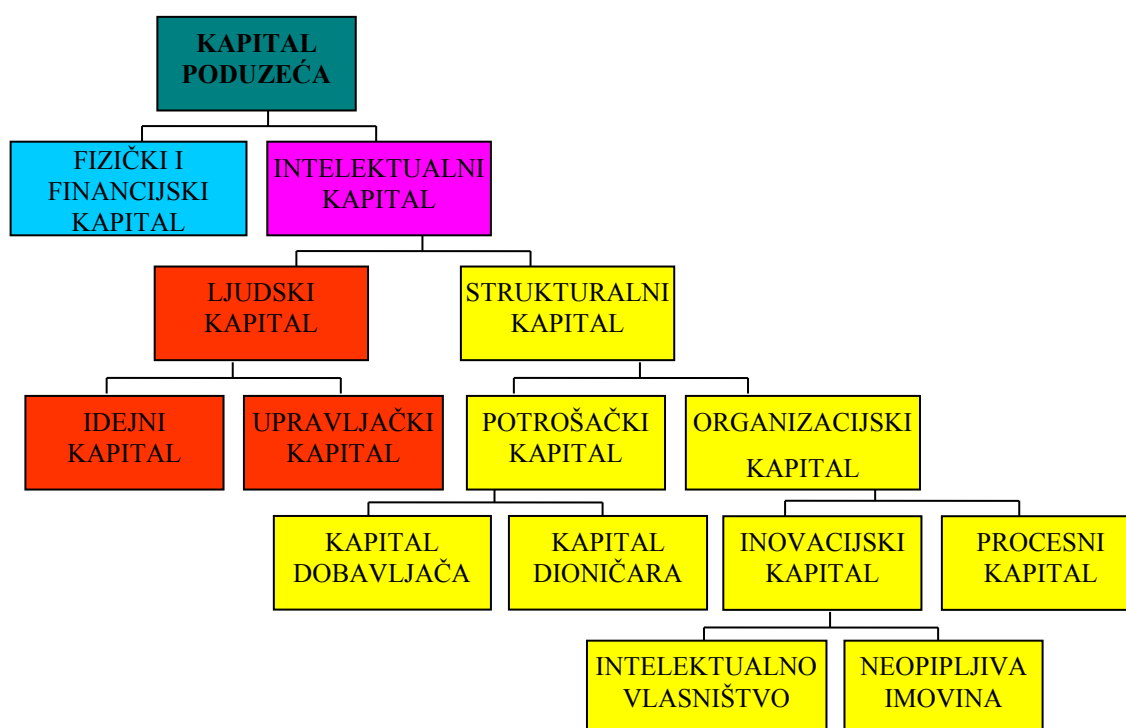 KAPITAL
PODUZEĆA
FIZIČKI I
FINANCIJSKI
KAPITAL
INTELEKTUALNI
KAPITAL
LJUDSKI
KAPITAL
STRUKTURALNI
KAPITAL
IDEJNI
KAPITAL
UPRAVLJAČKI
KAPITAL
POTROŠAČKI
KAPITAL
ORGANIZACIJSKI
KAPITAL
KAPITAL
DOBAVLJAČA
KAPITAL
DIONIČARA
INOVACIJSKI
KAPITAL
PROCESNI
KAPITAL
INTELEKTUALNO
VLASNIŠTVO
NEOPIPLJIVA
IMOVINA